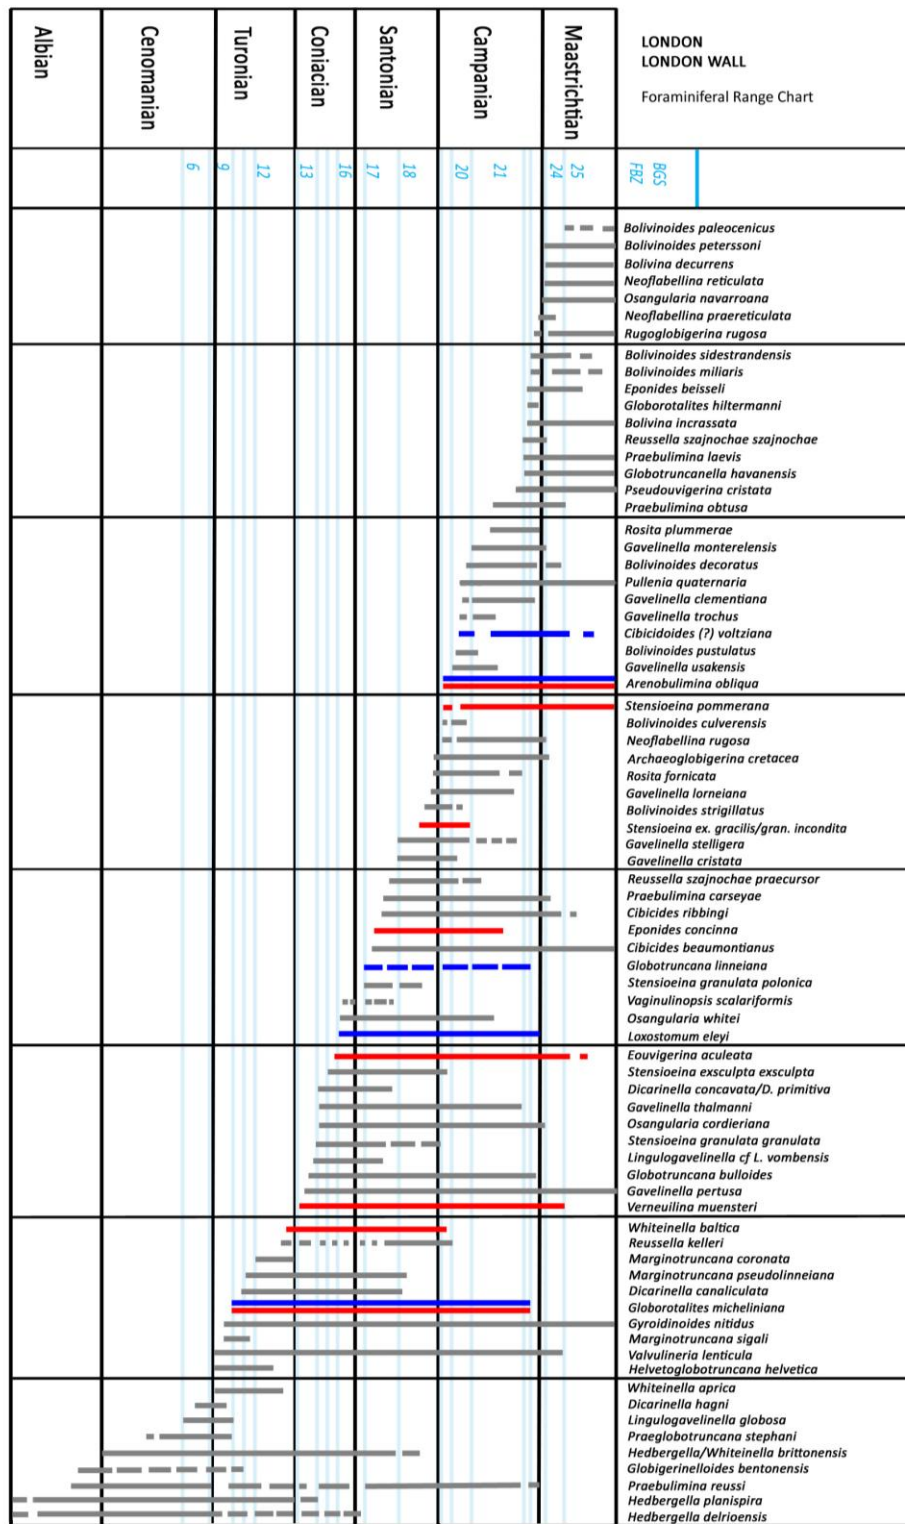 Albian
Cenomanian
Turonian
Coniacian
Santonian
Campanian
Maastrichtian
LONDON
LONDON WALL
Foraminiferal Range Chart
6
9
12
13
16
17
18
20
21
24
25
BGS
FBZ
Bolivinoides paleocenicus
Bolivinoides peterssoni
Bolivina decurrens
Neoflabellina reticulata
Osangularia navarroana
Neoflabellina praereticulata
Rugoglobigerina rugosa
Bolivinoides sidestrandensis
Bolivinoides miliaris
Eponides beisseli
Globorotalites hiltermanni
Bolivina incrassata
Reussella szajnochae szajnochae
Praebulimina laevis
Globotruncanella havanensis
Pseudouvigerina cristata
Praebulimina obtusa
Rosita plummerae
Gavelinella monterelensis
Bolivinoides decoratus
Pullenia quaternaria
Gavelinella clementiana
Gavelinella trochus
Cibicidoides (?) voltziana
Bolivinoides pustulatus
Gavelinella usakensis
Arenobulimina obliqua
Stensioeina pommerana
Bolivinoides culverensis
Neoflabellina rugosa
Archaeoglobigerina cretacea
Rosita fornicata
Gavelinella lorneiana
Bolivinoides strigillatus
Stensioeina ex. gracilis/gran. incondita
Gavelinella stelligera
Gavelinella cristata
Reussella szajnochae praecursor
Praebulimina carseyae
Cibicides ribbingi
Eponides concinna
Cibicides beaumontianus
Globotruncana linneiana
Stensioeina granulata polonica
Vaginulinopsis scalariformis
Osangularia whitei
Loxostomum eleyi
Eouvigerina aculeata
Stensioeina exsculpta exsculpta
Dicarinella concavata/D. primitiva
Gavelinella thalmanni
Osangularia cordieriana
Stensioeina granulata granulata
Lingulogavelinella cf L. vombensis
Globotruncana bulloides
Gavelinella pertusa
Verneuilina muensteri
Whiteinella baltica
Reussella kelleri
Marginotruncana coronata
Marginotruncana pseudolinneiana
Dicarinella canaliculata
Globorotalites micheliniana
Gyroidinoides nitidus
Marginotruncana sigali
Valvulineria lenticula
Helvetoglobotruncana helvetica
Whiteinella aprica
Dicarinella hagni
Lingulogavelinella globosa
Praeglobotruncana stephani
Hedbergella/Whiteinella brittonensis
Globigerinelloides bentonensis
Praebulimina reussi
Hedbergella planispira
Hedbergella delrioensis